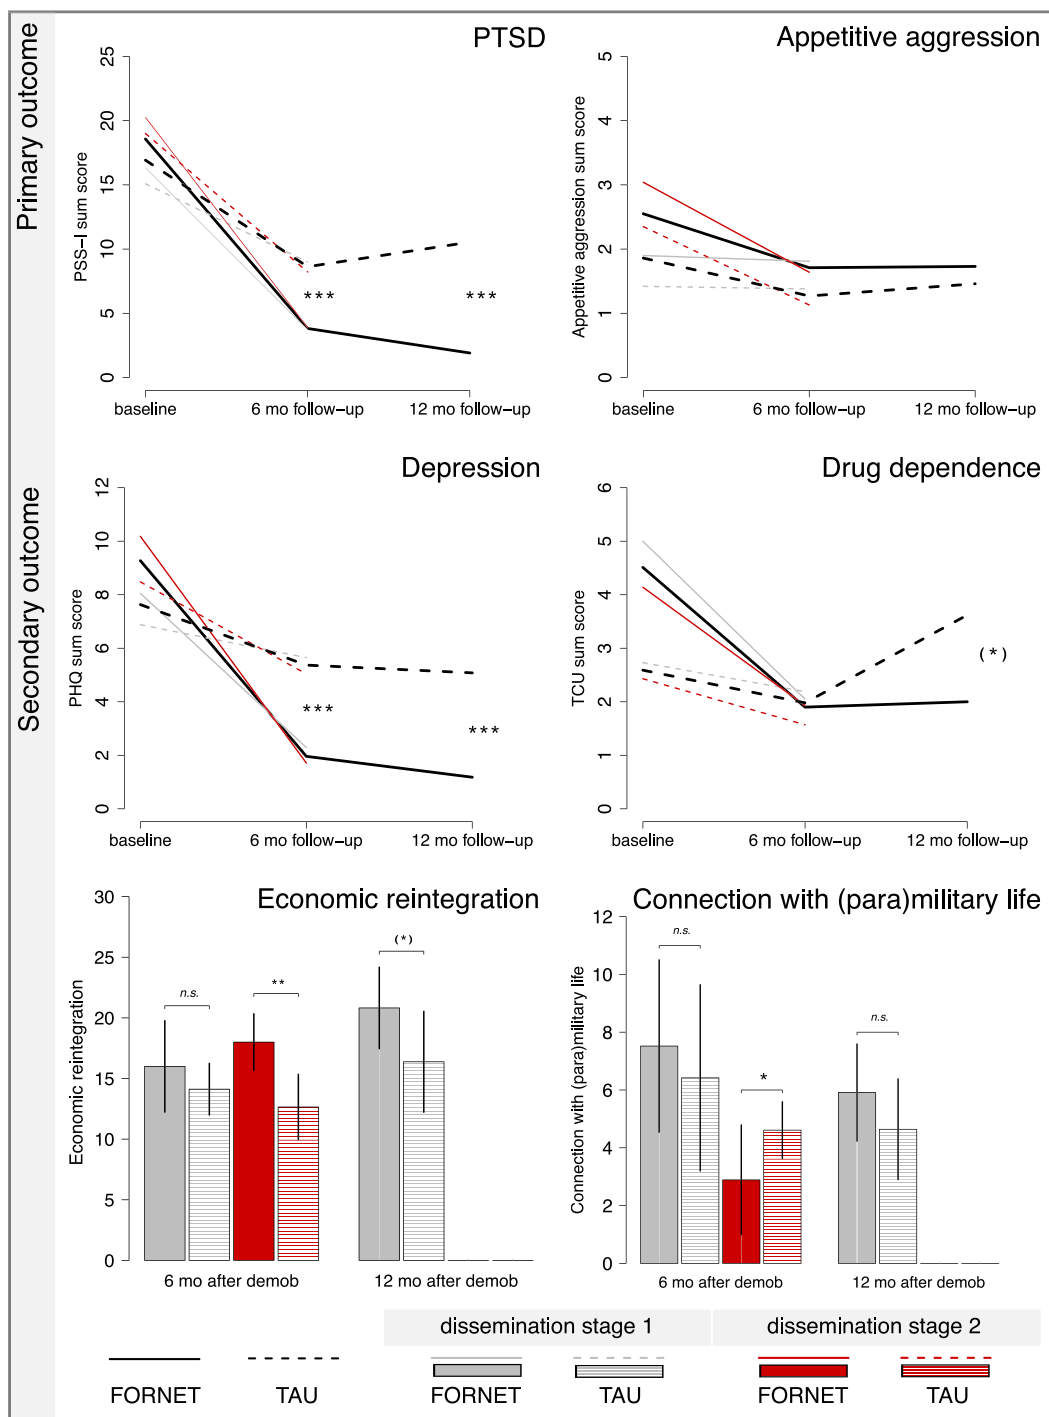 Primary outcome
PTSD
PSS−I sum score
25
20
15
10
5
0
***
***
baseline
6 mo follow−up
12 mo follow−up
Appetitive aggression
Appetitive aggression sum score
5
4
3
2
1
0
baseline
6 mo follow−up
12 mo follow−up
Secondary outcome
Depression
PHQ sum score
12
10
8
6
4
2
0
***
***
baseline
6 mo follow−up
12 mo follow−up
Drug dependence
TCU sum score
6
5
4
3
2
1
0
(*)
baseline
6 mo follow−up
12 mo follow−up
Economic reintegration
Economic reintegration
30
25
20
15
10
5
0
n.s.
**
(*)
6 mo after demob
12 mo after demob
Connection with (para)military life
Connection with (para)military life
12
10
8
6
4
2
0
n.s.
*
n.s.
6 mo after demob
12 mo after demob
dissemination stage 1
dissemination stage 2
FORNET
TAU
FORNET
TAU
FORNET
TAU